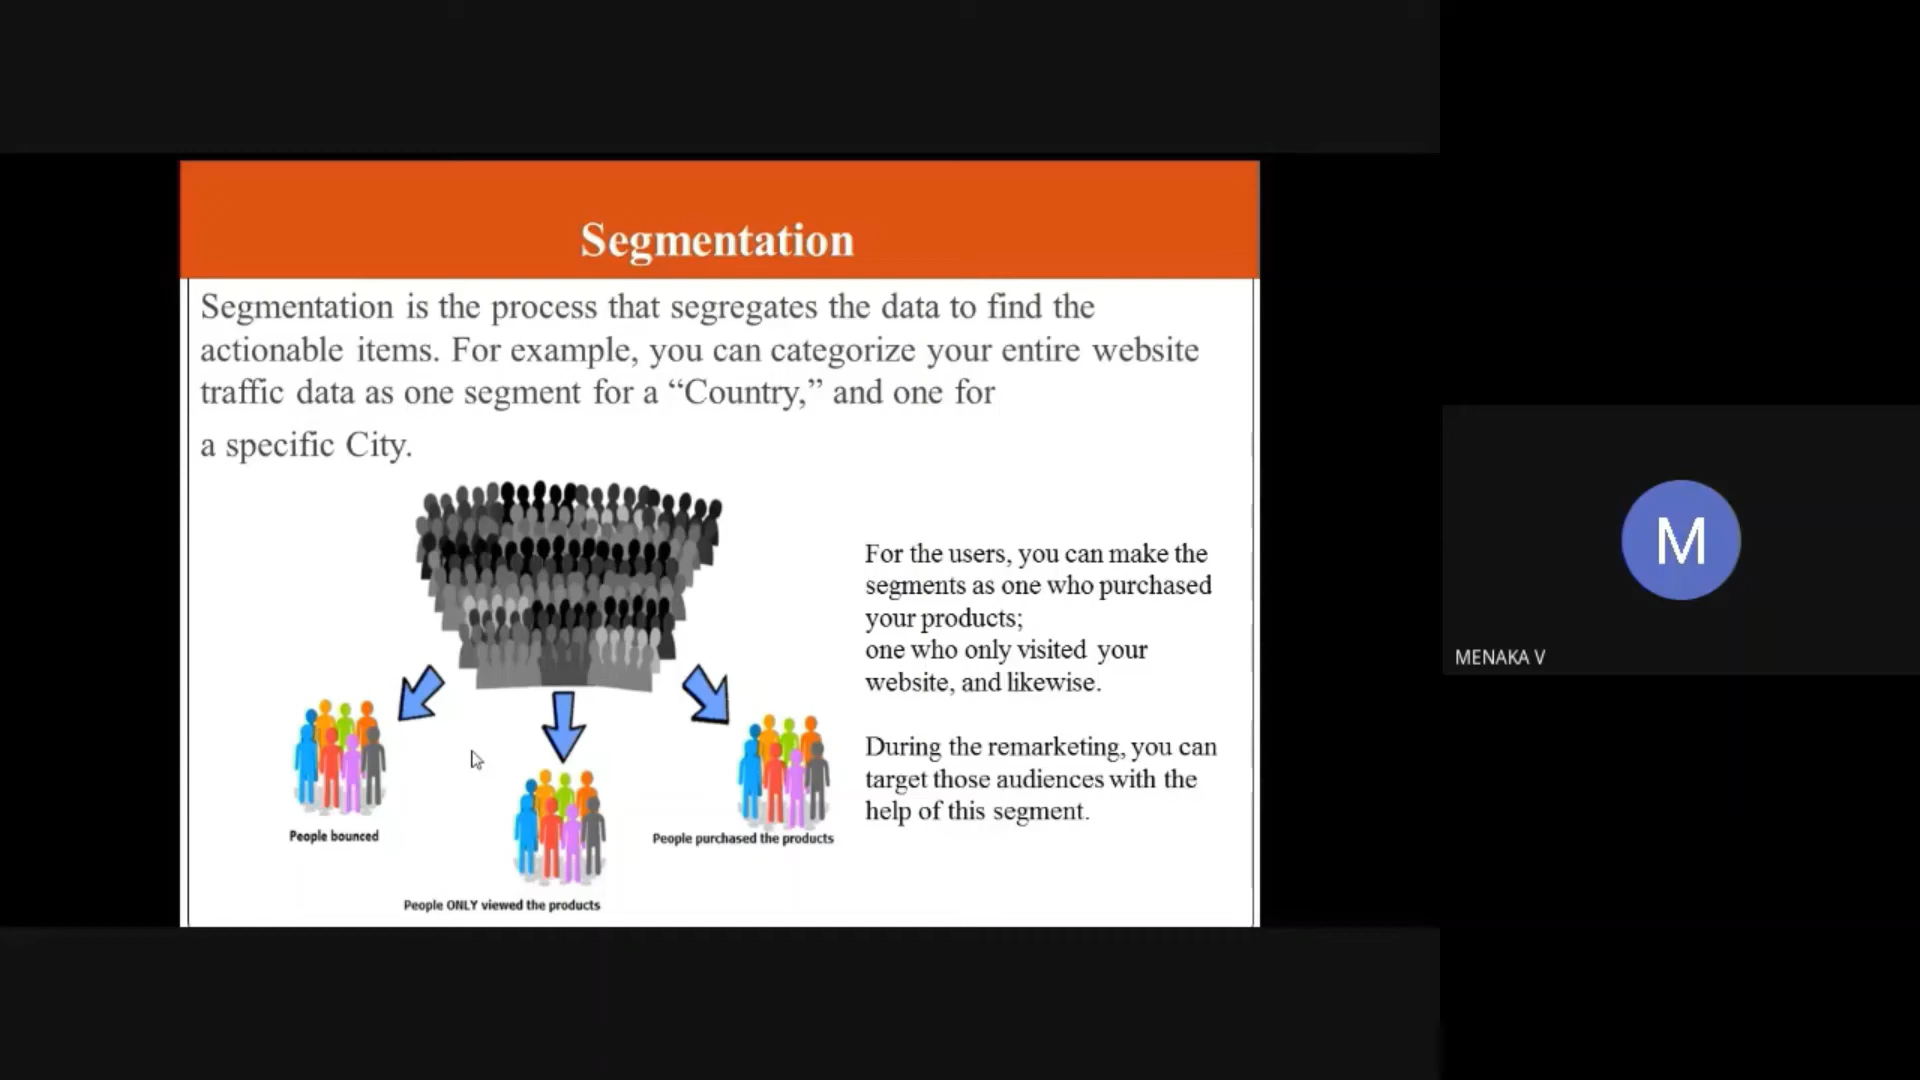 Segmentation
Segmentation is the process that segregates the data to find the
actionable items. For example, you can categorize your entire website
traffic data as one segment for a “Country,” and one for
a specific City.
For the users, you can make the
segments as one who purchased
your products;
one who only visited your
website, and likewise.
During the remarketing, you can
target those audiences with the
help of this segment.
People bounced
People purchased the products
People ONLY viewed the products
M
MENAKA V